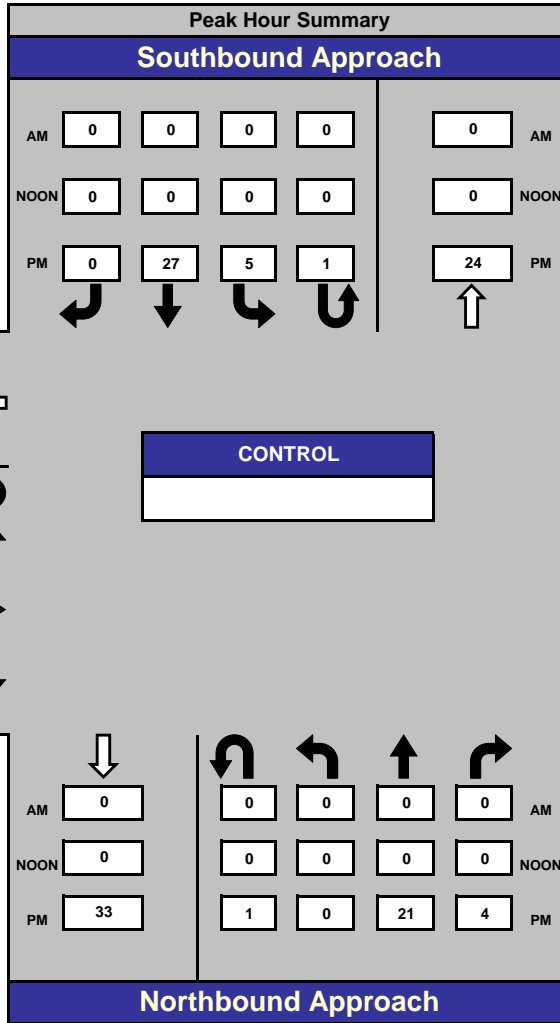 Peak Hour Summary
Southbound Approach
AM 0 0 0 0 0 AM
NOON 0 0 0 0 0 NOON
PM 0 27 5 1 24 PM
CONTROL
AM 0 0 0 0 0 AM
NOON 0 0 0 0 0 NOON
PM 33 1 0 21 4 PM
Northbound Approach